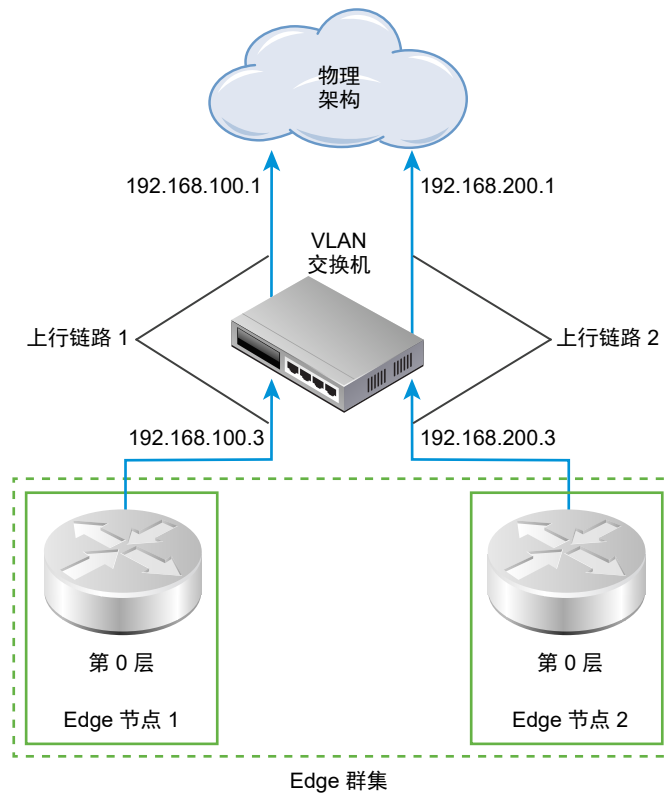 物理
架构
192.168.100.1
192.168.200.1
VLAN
交换机
上行链路 1
上行链路 2
192.168.100.3
192.168.200.3
第 0 层
第 0 层
Edge 节点 1
Edge 节点 2
Edge 群集